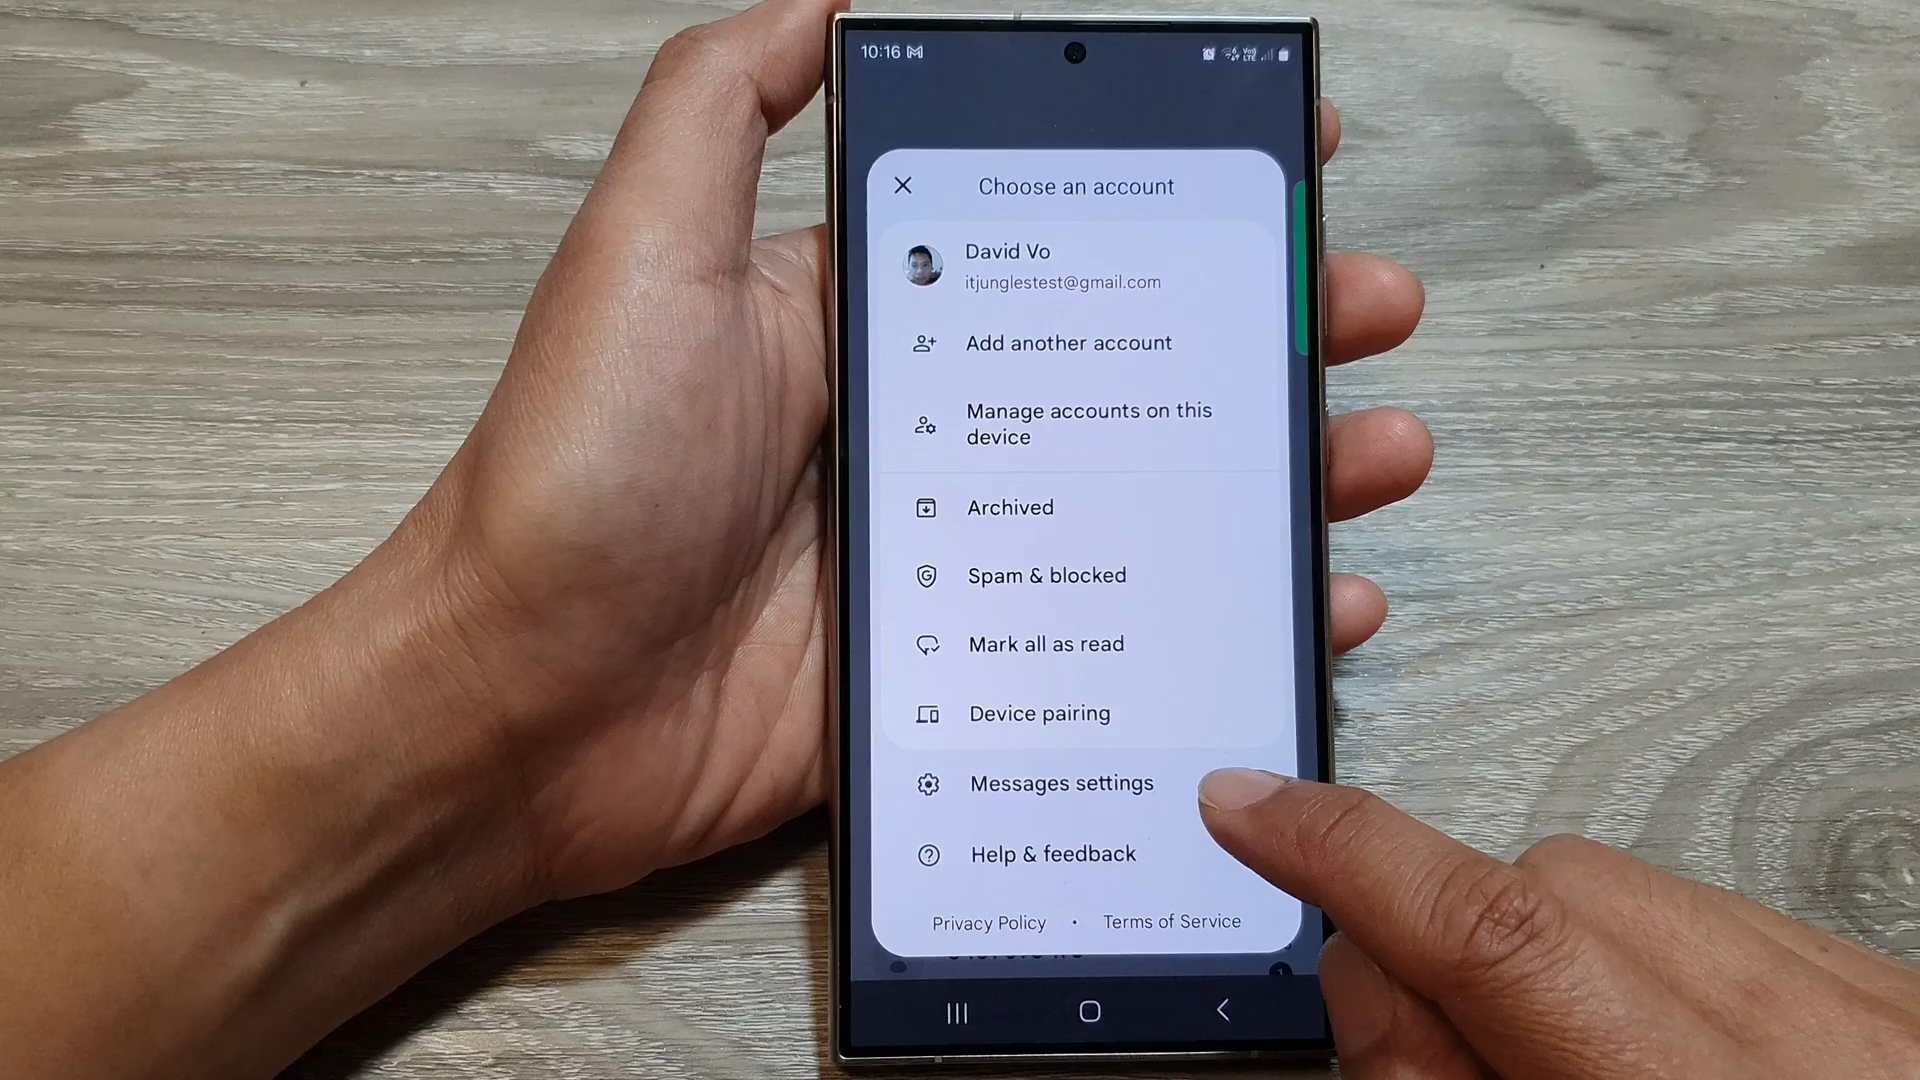 10:16
Choose an account
David Vo
itjunglestest@gmail.com
Add another account
Manage accounts on this
device
Archived
Spam & blocked
Mark all as read
Device pairing
Messages settings
Help & feedback
Privacy Policy • Terms of Service